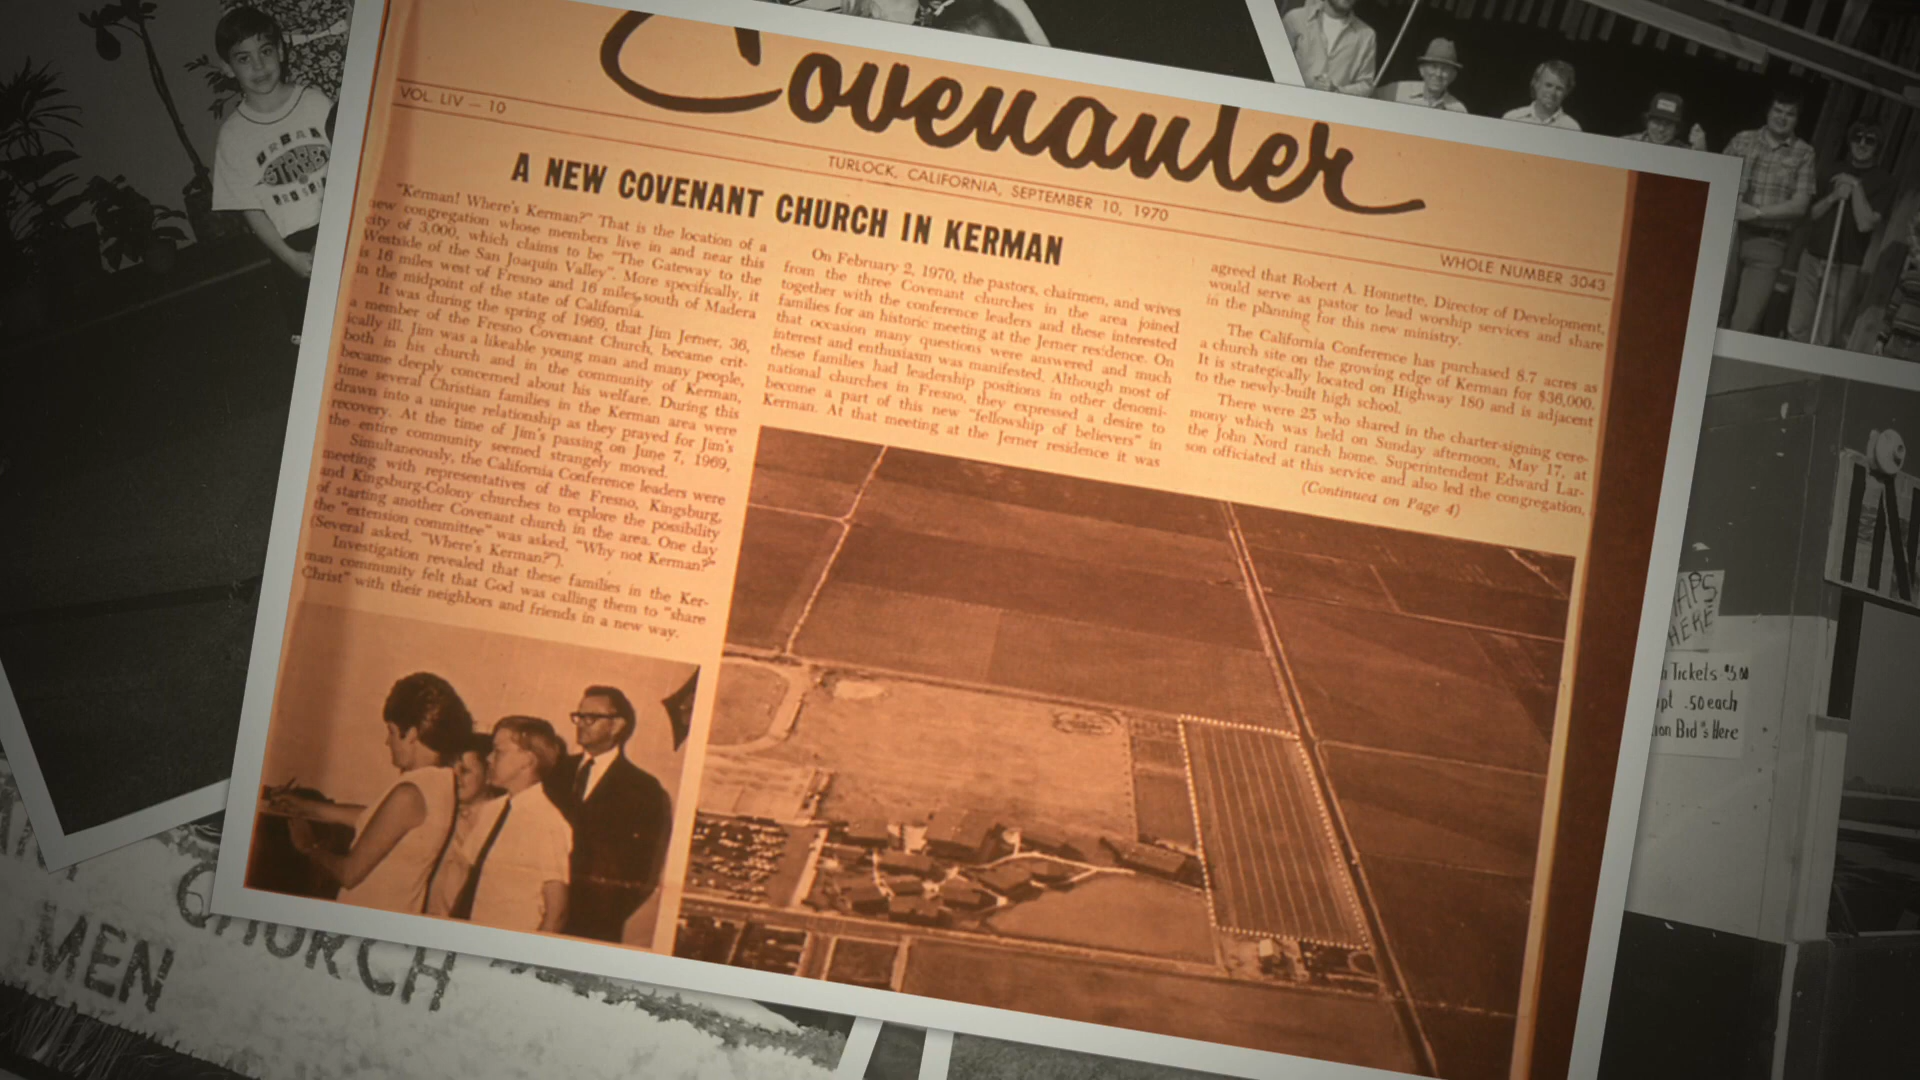 Covenanter
VOL. LIV — 10
TURLOCK, CALIFORNIA, SEPTEMBER 10, 1970
WHOLE NUMBER 3043
A NEW COVENANT CHURCH IN KERMAN
"Kerman! Where's Kerman?" That is the location of a
new congregation whose members live in and near this
city of 3,000, which claims to be "The Gateway to the
Westside of the San Joaquin Valley". More specifically, it
is 16 miles west of Fresno and 16 miles south of Madera
in the midpoint of the state of California.
It was during the spring of 1969, that Jim Jerner, 36,
a member of the Fresno Covenant Church, became crit-
ically ill. Jim was a likeable young man and many people,
both in his church and in the community of Kerman,
became deeply concerned about his welfare. During this
time several Christian families in the Kerman area were
drawn into a unique relationship as they prayed for Jim's
recovery. At the time of Jim's passing on June 7, 1969,
the entire community seemed strangely moved.
Simultaneously, the California Conference leaders were
meeting with representatives of the Fresno, Kingsburg,
and Kingsburg-Colony churches to explore the possibility
of starting another Covenant church in the area. One day
the "extension committee" was asked, "Why not Kerman?"
(Several asked, "Where's Kerman?").
Investigation revealed that these families in the Ker-
man community felt that God was calling them to "share
Christ" with their neighbors and friends in a new way.
On February 2, 1970, the pastors, chairmen, and wives
from the three Covenant churches in the area joined
together with the conference leaders and these interested
families for an historic meeting at the Jerner residence. On
that occasion many questions were answered and much
interest and enthusiasm was manifested. Although most of
these families had leadership positions in other denomi-
national churches in Fresno, they expressed a desire to
become a part of this new "fellowship of believers" in
Kerman. At that meeting at the Jerner residence it was
agreed that Robert A. Honnette, Director of Development,
would serve as pastor to lead worship services and share
in the planning for this new ministry.
The California Conference has purchased 8.7 acres as
a church site on the growing edge of Kerman for $36,000.
It is strategically located on Highway 180 and is adjacent
to the newly-built high school.
There were 25 who shared in the charter-signing cere-
mony which was held on Sunday afternoon, May 17, at
the John Nord ranch home. Superintendent Edward Lar-
son officiated at this service and also led the congregation,
(Continued on Page 4)
HERE
Tickets $5.00
.50 each
Bid's Here
CHURCH
MEN